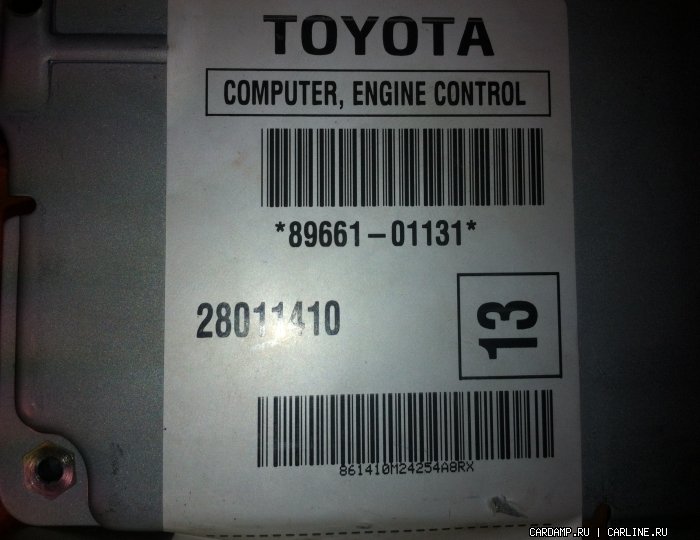 TOYOTA
COMPUTER, ENGINE CONTROL
*89661-01131*
28011410
13
861410M24254A8RX
CARDAMP.RU | CARLINE.RU